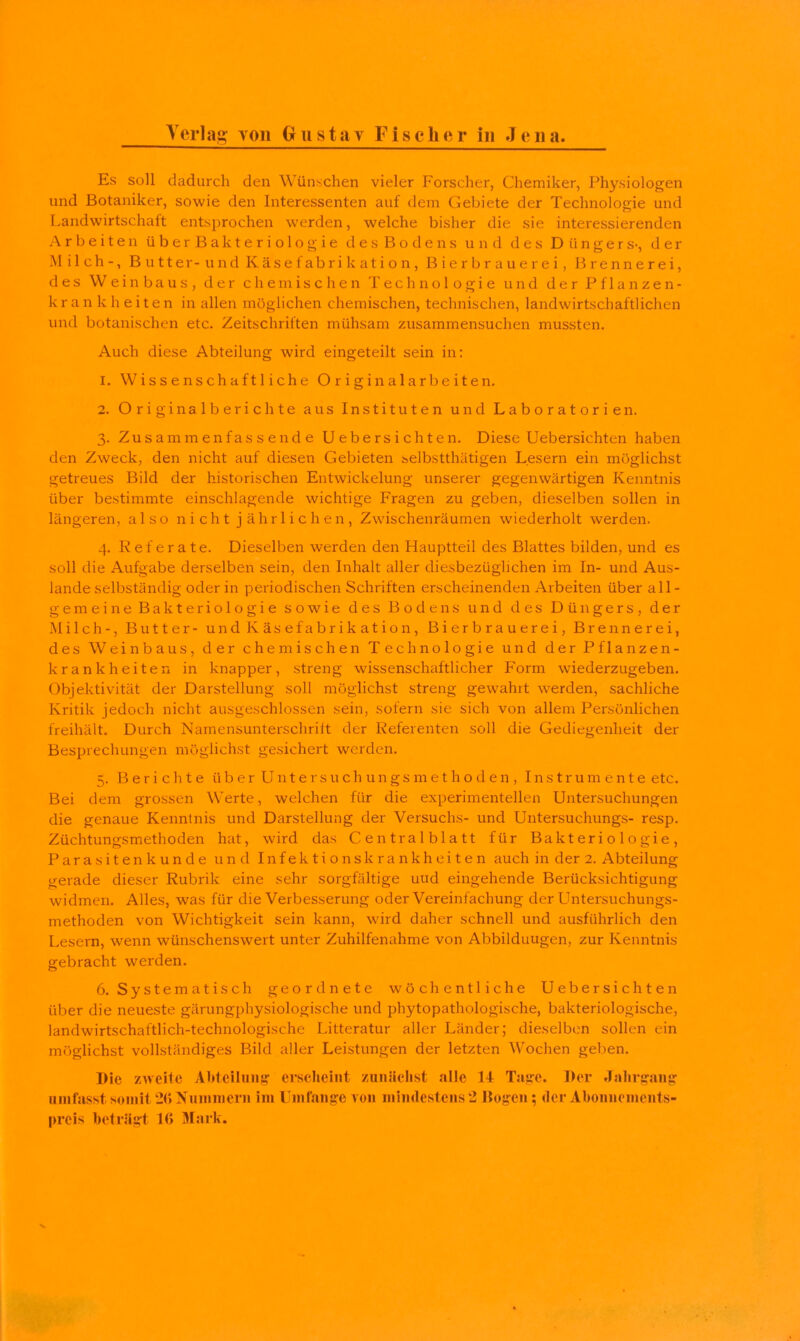 Verlag von Gustav Fischer in Jena.
Es soll dadurch den Wünschen vieler Forscher, Chemiker, Physiologen
und Botaniker, sowie den Interessenten auf dem Gebiete der Technologie und
Landwirtschaft entsprochen werden, welche bisher die sie interessierenden
Arbeiten über Bakteriologie des Bodens und des Düngers-, der
Milch-, Butter- und Käsefabrikation, Bierbrauerei, Brennerei,
des Weinbaus, der chemischen Technologie und der Pflanzen-
krankheiten in allen möglichen chemischen, technischen, landwirtschaftlichen
und botanischen etc. Zeitschriften mühsam zusammensuchen mussten.
Auch diese Abteilung wird eingeteilt sein in:
1. Wissenschaftliche Originalarbeiten.
2. Originalberichte aus Instituten und Laboratorien.
3. Zusammenfassende Uebersichten. Diese Uebersichten haben
den Zweck, den nicht auf diesen Gebieten selbstthätigen Lesern ein möglichst
getreues Bild der historischen Entwickelung unserer gegenwärtigen Kenntnis
über bestimmte einschlagende wichtige Fragen zu geben, dieselben sollen in
längeren, also nicht jährlichen, Zwischenräumen wiederholt werden.
4. Referate. Dieselben werden den Hauptteil des Blattes bilden, und es
soll die Aufgabe derselben sein, den Inhalt aller diesbezüglichen im In- und Aus-
lande selbständig oder in periodischen Schriften erscheinenden Arbeiten über all-
gemeine Bakteriologie sowie des Bodens und des Düngers, der
Milch-, Butter- und Käsefabrikation, Bierbrauerei, Brennerei,
des Weinbaus, der chemischen Technologie und der Pflanzen-
krankheiten in knapper, streng wissenschaftlicher Form wiederzugeben.
Objektivität der Darstellung soll möglichst streng gewahrt werden, sachliche
Kritik jedoch nicht ausgeschlossen sein, sofern sie sich von allem Persönlichen
freihält. Durch Namensunterschrift der Referenten soll die Gediegenheit der
Besprechungen möglichst gesichert werden.
5. Berichte über Untersuchungsmethoden, Instrumente etc.
Bei dem grossen Werte, welchen für die experimentellen Untersuchungen
die genaue Kenntnis und Darstellung der Versuchs- und Untersuchungs- resp.
Züchtungsmethoden hat, wird das Centralblatt für Bakteriologie,
Parasitenkunde und Infektionskrankheiten auch in der 2. Abteilung
gerade dieser Rubrik eine sehr sorgfältige uud eingehende Berücksichtigung
widmen. Alles, was für die Verbesserung oder Vereinfachung der Untersuchungs-
methoden von Wichtigkeit sein kann, wird daher schnell und ausführlich den
Lesern, wenn wünschenswert unter Zuhilfenahme von Abbilduugen, zur Kenntnis
gebracht werden.
6. Systematisch geordnete wöchentliche Uebersichten
über die neueste gärungphysiologische und phytopathologische, bakteriologische,
landwirtschaftlich-technologische Litteratur aller Länder; dieselben sollen ein
möglichst vollständiges Bild aller Leistungen der letzten Wochen geben.
Die zweite Abteilung erscheint zunächst alle 14 Tage. Der Jahrgang
umfasst somit 26 Nummern im Umfange von mindestens 2 Bogen; der Abonnements-
preis beträgt 16 Mark.